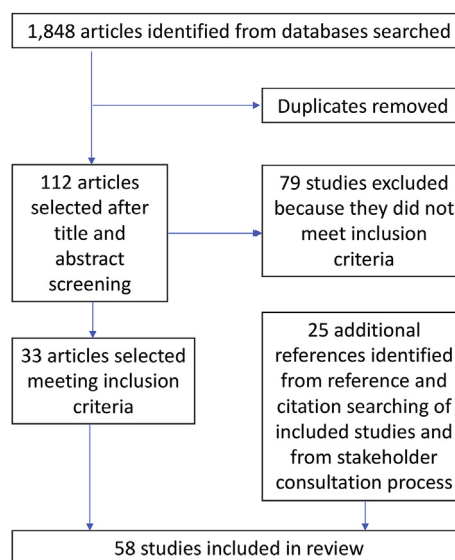 1,848 articles identified from databases searched
Duplicates removed
112 articles
selected after
title and
abstract
screening
79 studies excluded
because they did not
meet inclusion
criteria
33 articles selected
meeting inclusion
criteria
25 additional
references identified
from reference and
citation searching of
included studies and
from stakeholder
consultation process
58 studies included in review